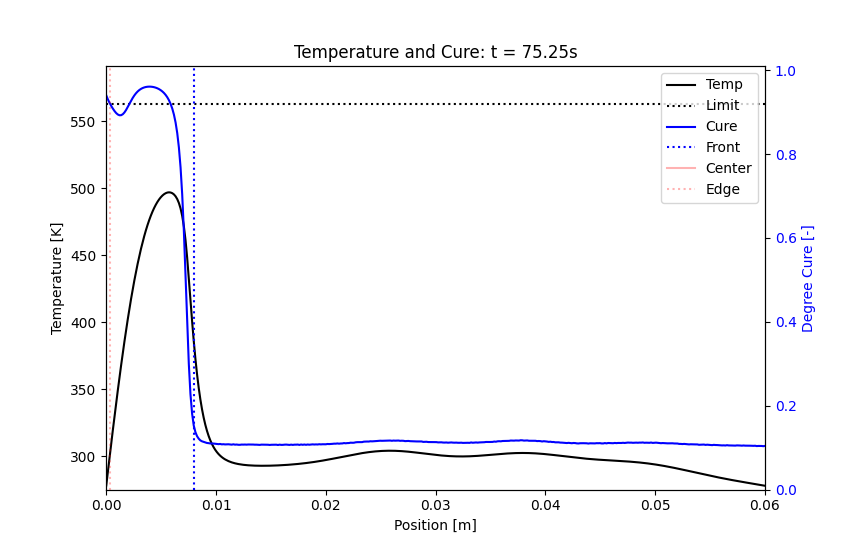 Temperature and Cure: t = 75.25s
Temp
Limit
Cure
Front
Center
Edge
Temperature [K]
550
500
450
400
350
300
Degree Cure [-]
1.0
0.8
0.6
0.4
0.2
0.0
0.00 0.01 0.02 0.03 0.04 0.05 0.06
Position [m]